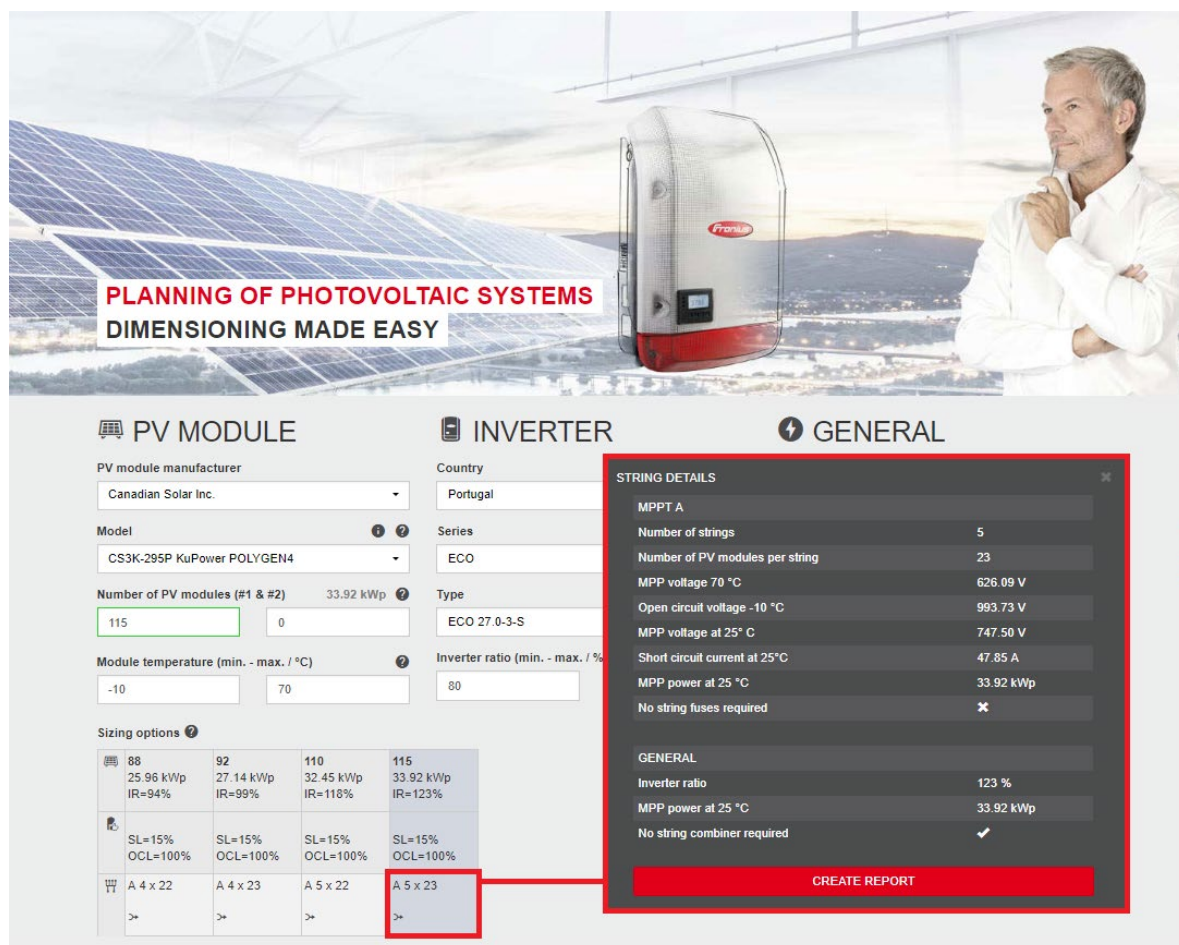 Fronius
PLANNING OF PHOTOVOLTAIC SYSTEMS
DIMENSIONING MADE EASY
PV MODULE
PV module manufacturer
Canadian Solar Inc.
Model
CS3K-295P KuPower POLYGEN4
Number of PV modules (#1 & #2) 33.92 kWp
115 0
Module temperature (min. - max. / °C)
-10 70
Sizing options
88 92 110 115
25.96 kWp 27.14 kWp 32.45 kWp 33.92 kWp
IR=94% IR=99% IR=118% IR=123%
SL=15% SL=15% SL=15% SL=15%
OCL=100% OCL=100% OCL=100% OCL=100%
A 4 x 22 A 4 x 23 A 5 x 22 A 5 x 23
INVERTER
Country
Portugal
Series
ECO
Type
ECO 27.0-3-S
Inverter ratio (min. - max. / %
80
GENERAL
STRING DETAILS
MPPT A
Number of strings 5
Number of PV modules per string 23
MPP voltage 70 °C 626.09 V
Open circuit voltage -10 °C 993.73 V
MPP voltage at 25° C 747.50 V
Short circuit current at 25°C 47.85 A
MPP power at 25 °C 33.92 kWp
No string fuses required
GENERAL
Inverter ratio 123 %
MPP power at 25 °C 33.92 kWp
No string combiner required
CREATE REPORT